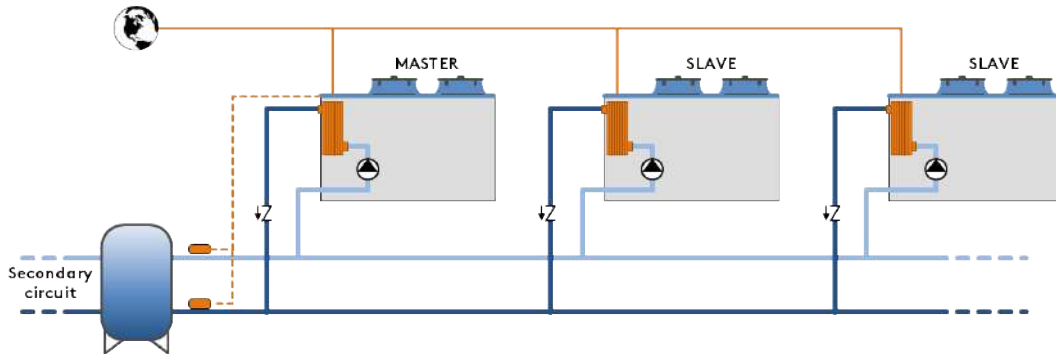 MASTER
SLAVE
SLAVE
Secondary
circuit